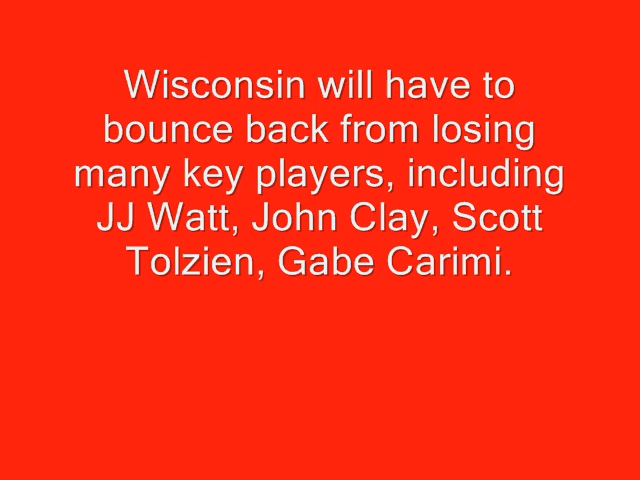 Wisconsin will have to
bounce back from losing
many key players, including
JJ Watt, John Clay, Scott
Tolzien, Gabe Carimi.